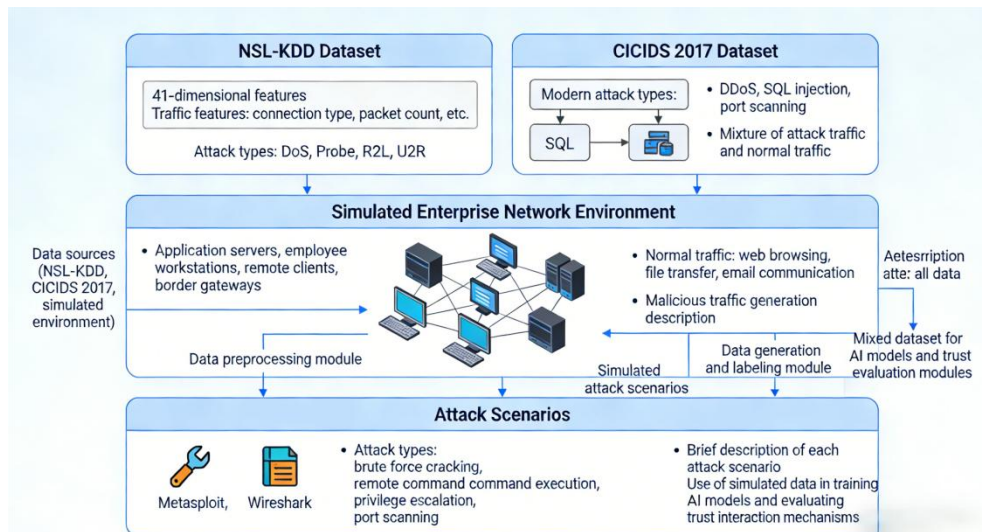 NSL-KDD Dataset
41-dimensional features
Traffic features: connection type, packet count, etc.
Attack types: DoS, Probe, R2L, U2R
CICIDS 2017 Dataset
Modern attack types:
SQL
• DDoS, SQL injection,
port scanning
• Mixture of attack traffic
and normal traffic
Simulated Enterprise Network Environment
Data sources
(NSL-KDD,
CICIDS 2017,
simulated
environment)
• Application servers, employee
workstations, remote clients,
border gateways
• Normal traffic: web browsing,
file transfer, email communication
• Malicious traffic generation
description
Aetesrription
atte: all data
Data preprocessing module
Simulated
attack scenarios
Data generation
and labeling module
Mixed dataset for
AI models and trust
evaluation modules
Attack Scenarios
Metasploit,
Wireshark
• Attack types:
brute force cracking,
remote command command execution,
privilege escalation,
port scanning
• Brief description of each
attack scenario
Use of simulated data in training
AI models and evaluating
trust interaction mechanisms